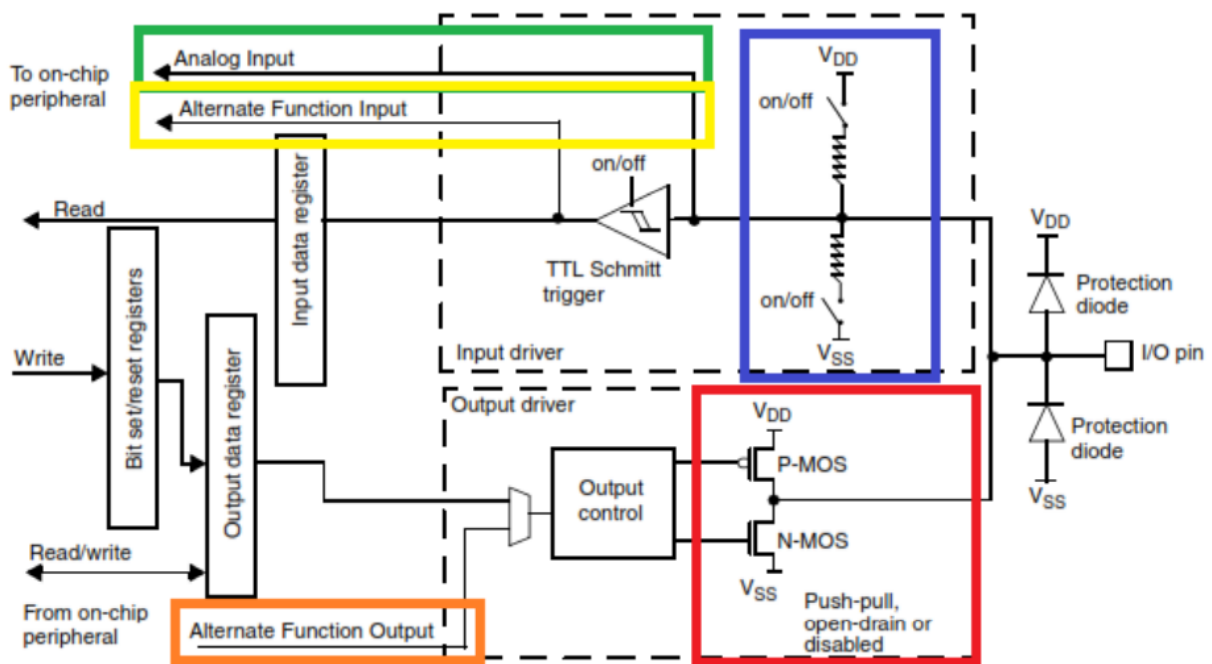 Analog Input
To on-chip
peripheral
Alternate Function Input
on/off
Read
Input data register
TTL Schmitt
trigger
VDD
on/off
on/off
VSS
Input driver
VDD
Protection
diode
I/O pin
Protection
diode
VSS
Write
Bit set/reset registers
Output data register
Read/write
From on-chip
peripheral
Alternate Function Output
Output driver
Output
control
VDD
P-MOS
N-MOS
VSS
Push-pull,
open-drain or
disabled